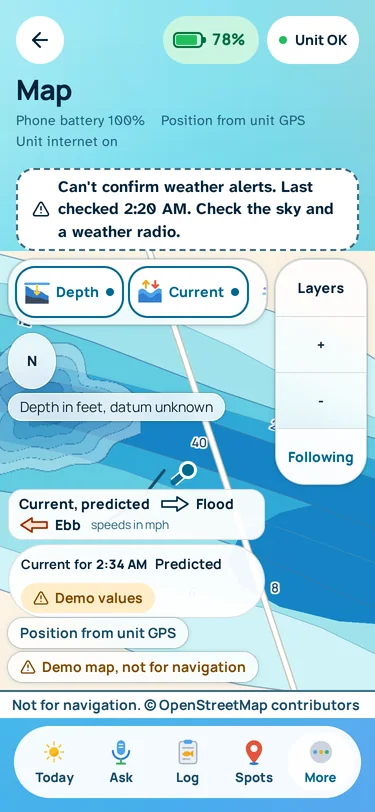 78%
Unit OK
Map
Phone battery 100% Position from unit GPS
Unit internet on
Can't confirm weather alerts. Last
checked 2:20 AM. Check the sky and
a weather radio.
Depth
Current
Layers
+
N
-
Depth in feet, datum unknown
40
Following
Current, predicted Flood
Ebb speeds in mph
Current for 2:34 AM Predicted
Demo values
8
Position from unit GPS
Demo map, not for navigation
Not for navigation. © OpenStreetMap contributors
Today
Ask
Log
Spots
More